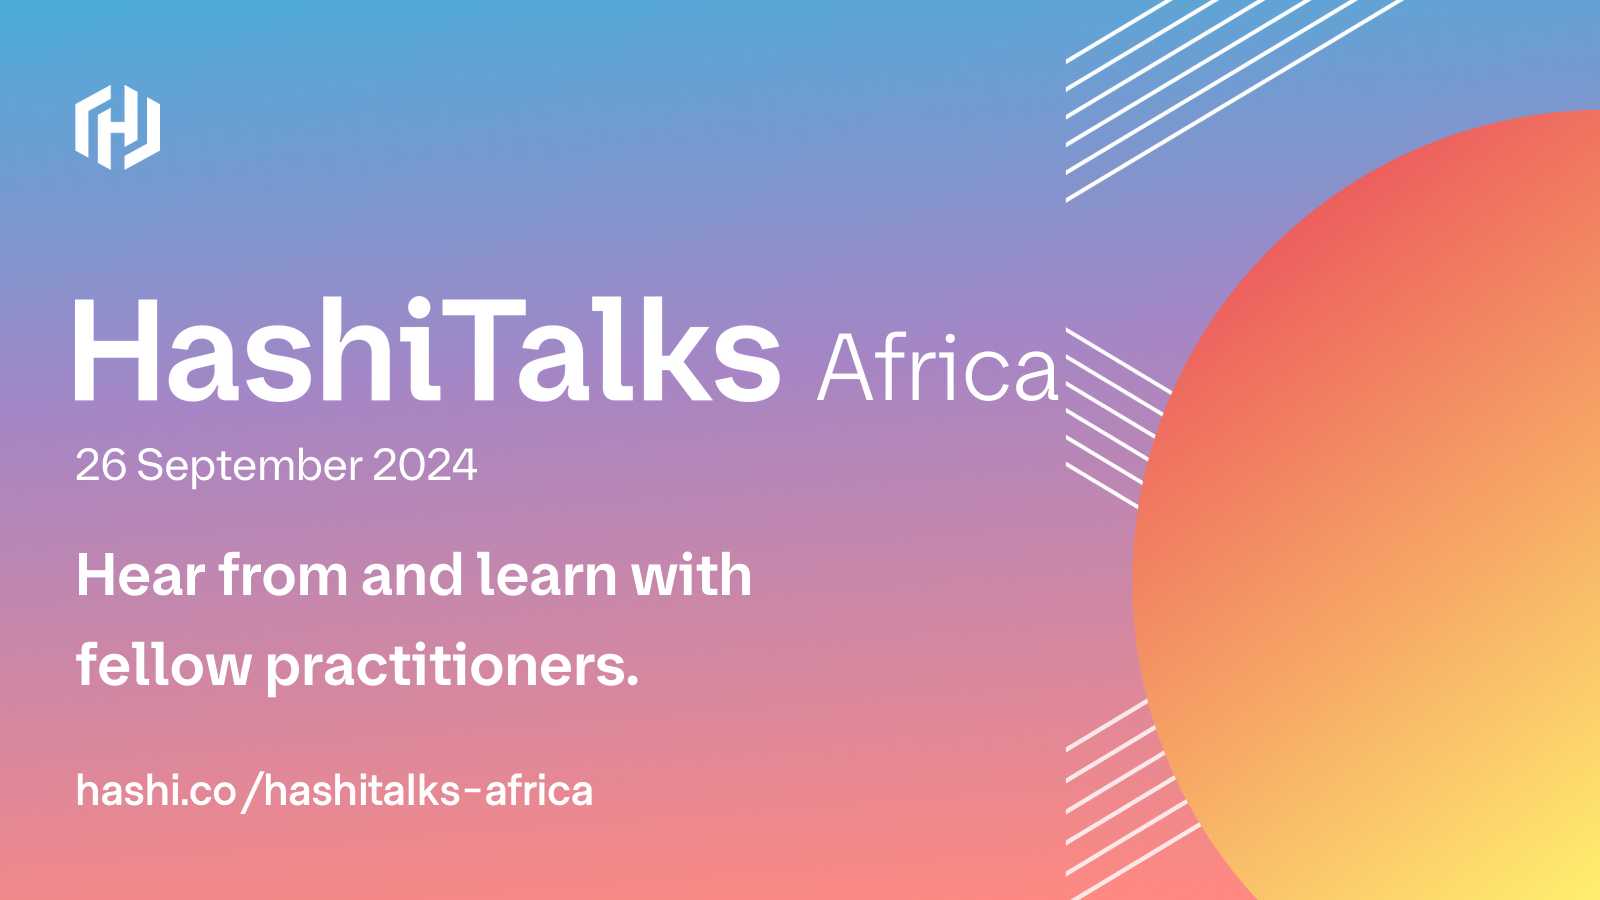 HashiTalks Africa
26 September 2024
Hear from and learn with
fellow practitioners.
hashi.co/hashitalks-africa